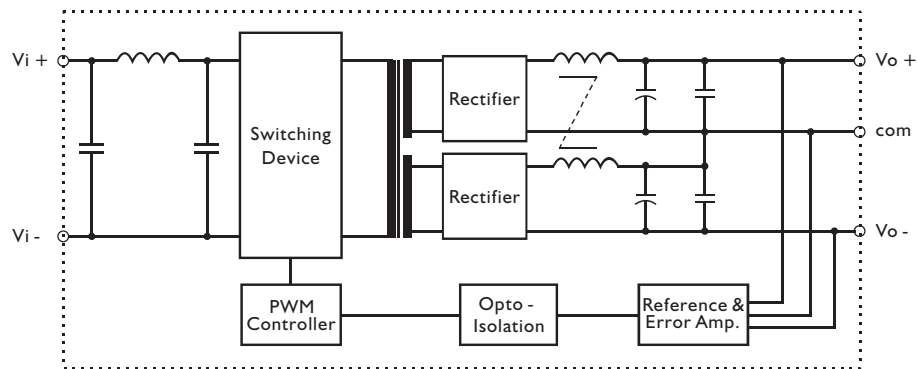 Vi +
Vo +
Rectifier
Switching
Device
com
Rectifier
Vi -
Vo -
PWM
Controller
Opto -
Isolation
Reference &
Error Amp.